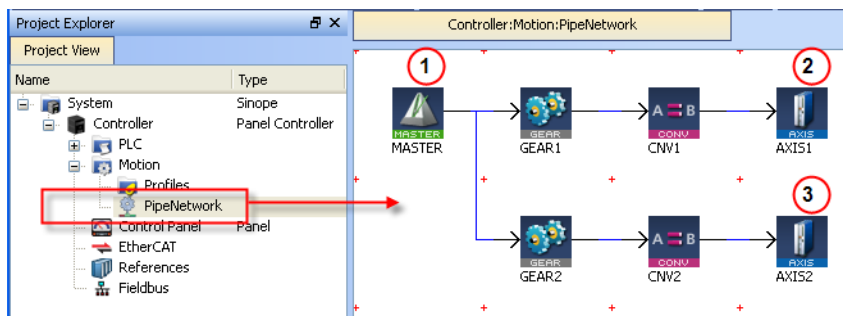 Project Explorer
Controller:Motion:PipeNetwork
Project View
Name Type
System Sinope
Controller Panel Controller
PLC
Motion
Profiles
PipeNetwork
Control Panel Panel
EtherCAT
References
Fieldbus
1
2
MASTER GEAR A B CONV AXIS
MASTER GEAR1 CNV1 AXIS1
3
GEAR A B CONV AXIS
GEAR2 CNV2 AXIS2